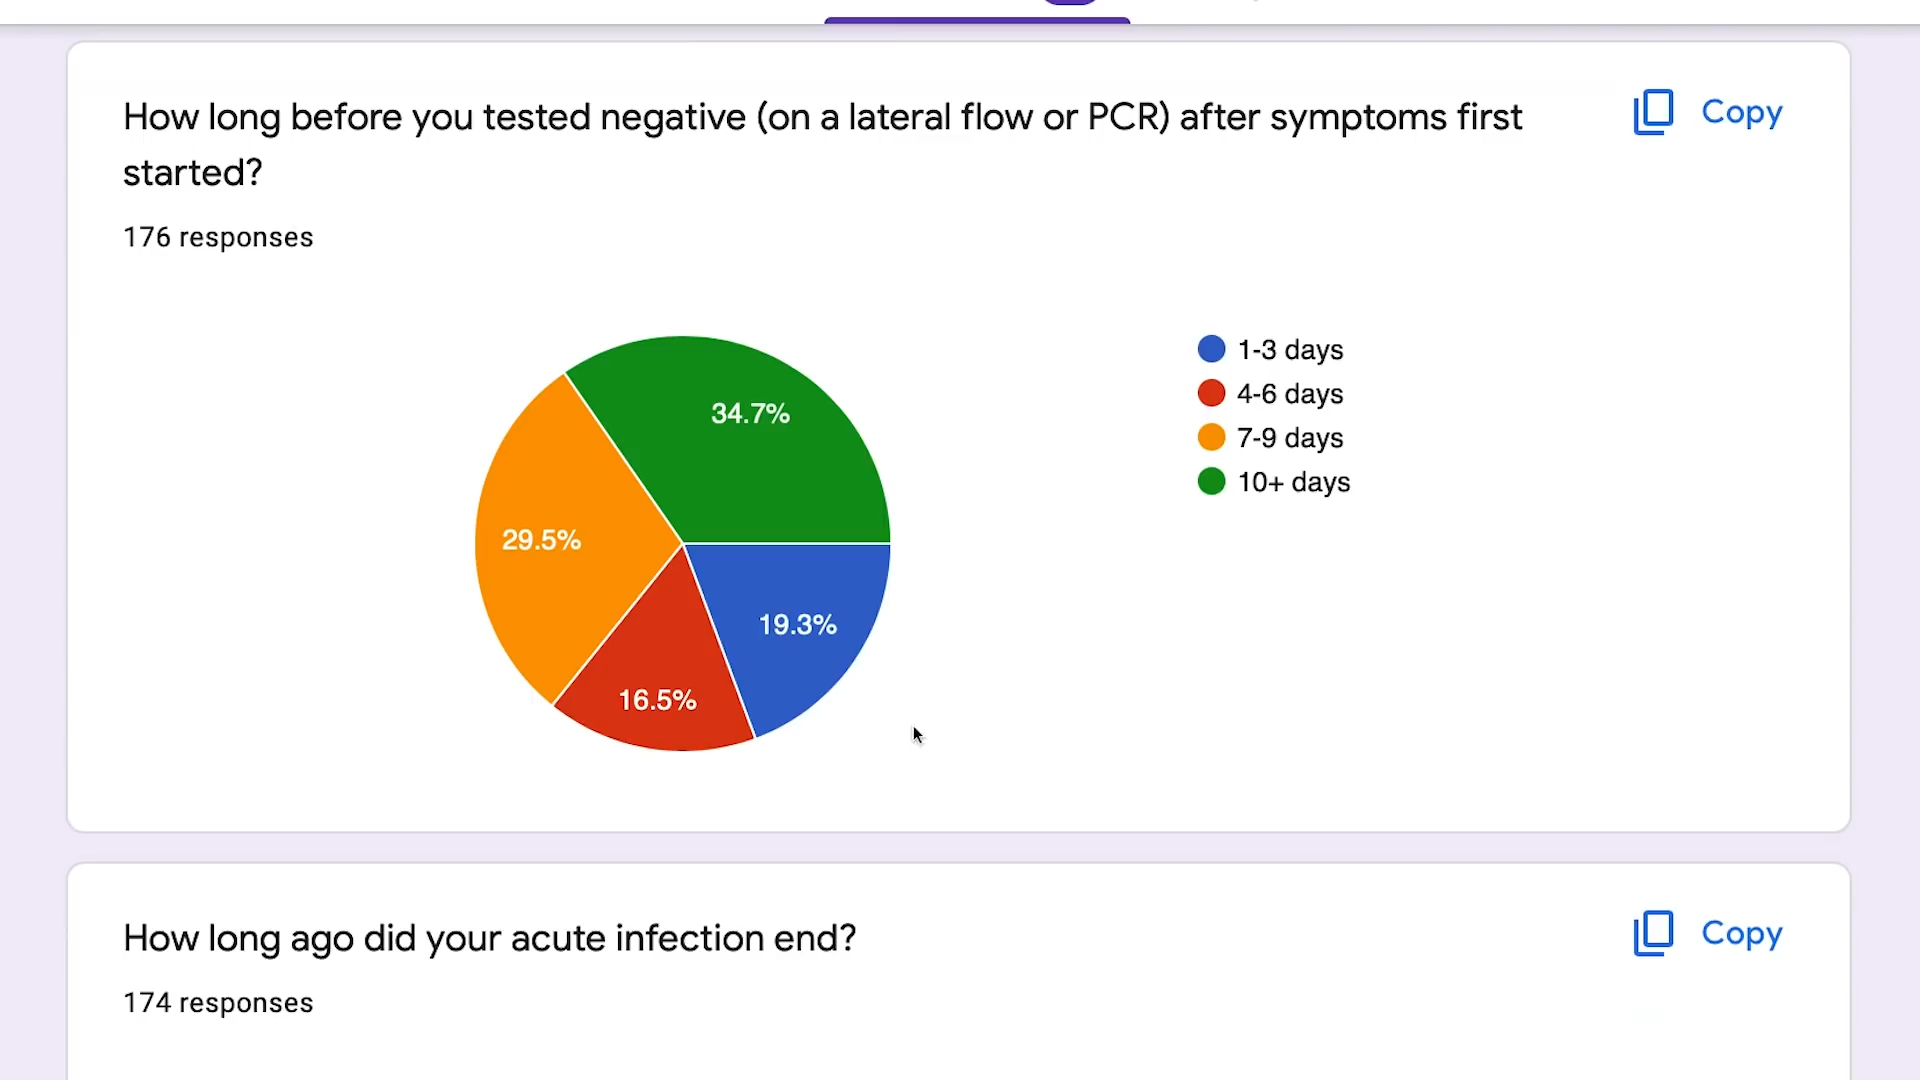 How long before you tested negative (on a lateral flow or PCR) after symptoms first
started?
Copy
176 responses
34.7%
29.5%
19.3%
16.5%
1-3 days
4-6 days
7-9 days
10+ days
How long ago did your acute infection end?
Copy
174 responses